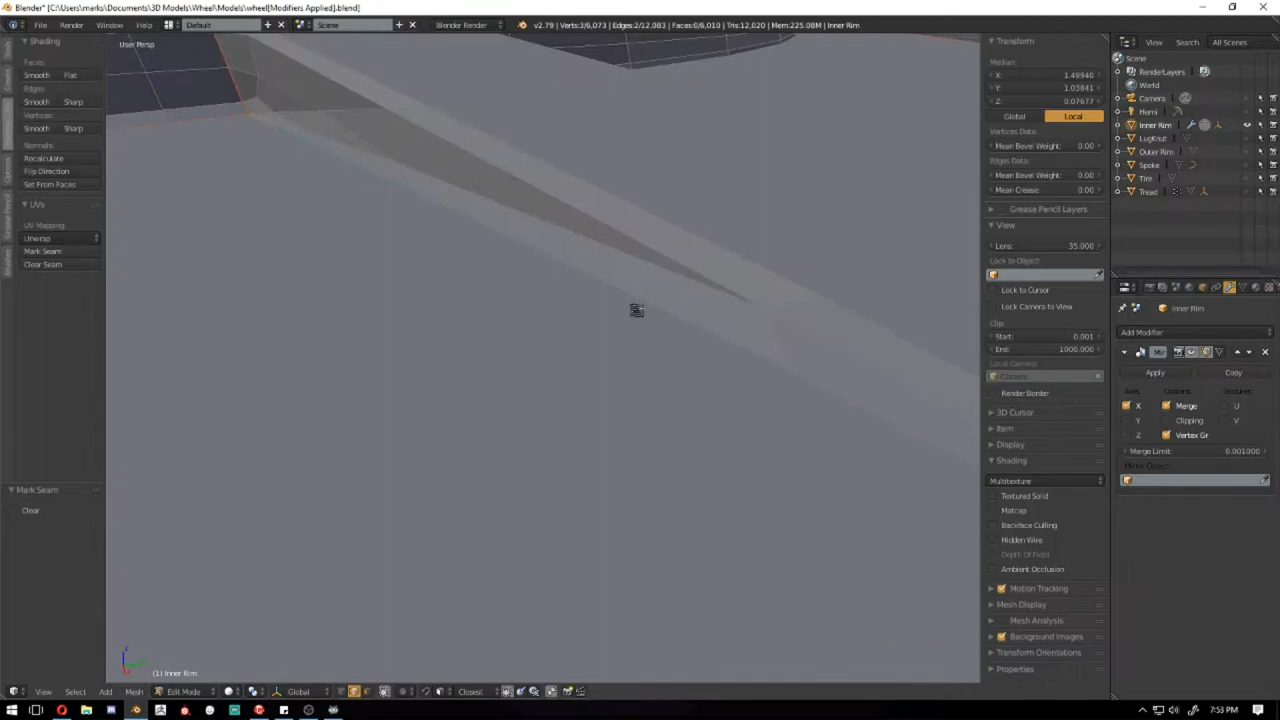 Blender* [C:\Users\marks\Documents\3D Models\Wheel\Models\wheel[Modifiers Applied].blend]
File Render Window Help Default Scene Blender Render v2.79 | Verts:3/6,073 | Edges:2/12,083 | Faces:0/6,010 | Tris:12,020 | Mem:225.08M | Inner Rim
View Search All Scenes
Shading
Faces:
Smooth Flat
Edges:
Smooth Sharp
Vertices:
Smooth Sharp
Normals:
Recalculate
Flip Direction
Set From Faces
UVs
UV Mapping:
Unwrap
Mark Seam
Clear Seam
Mark Seam
Clear
Grease Pencil
User Persp
(1) Inner Rim
Transform
Median:
X: 1.49940
Y: 1.03841
Z: 0.07677
Global Local
Vertices Data:
Mean Bevel Weight: 0.00
Edges Data:
Mean Bevel Weight: 0.00
Mean Crease: 0.00
Grease Pencil Layers
View
Lens: 35.000
Lock to Object:
Lock to Cursor
Lock Camera to View
Clip:
Start: 0.001
End: 1000.000
Local Camera:
Camera
Render Border
3D Cursor
Item
Display
Shading
Multitexture
Textured Solid
Matcap
Backface Culling
Hidden Wire
Depth Of Field
Ambient Occlusion
Motion Tracking
Mesh Display
Mesh Analysis
Background Images
Transform Orientations
Properties
Scene
RenderLayers
World
Camera
Hemi
Inner Rim
LugKnut
Outer Rim
Spoke
Tire
Tread
Inner Rim
Add Modifier
Apply Copy
Axis: Options: Textures:
X Merge U
Y Clipping V
Z Vertex Gr
Merge Limit: 0.001000
Mirror Object:
View Select Add Mesh Edit Mode Global Closest
7:53 PM